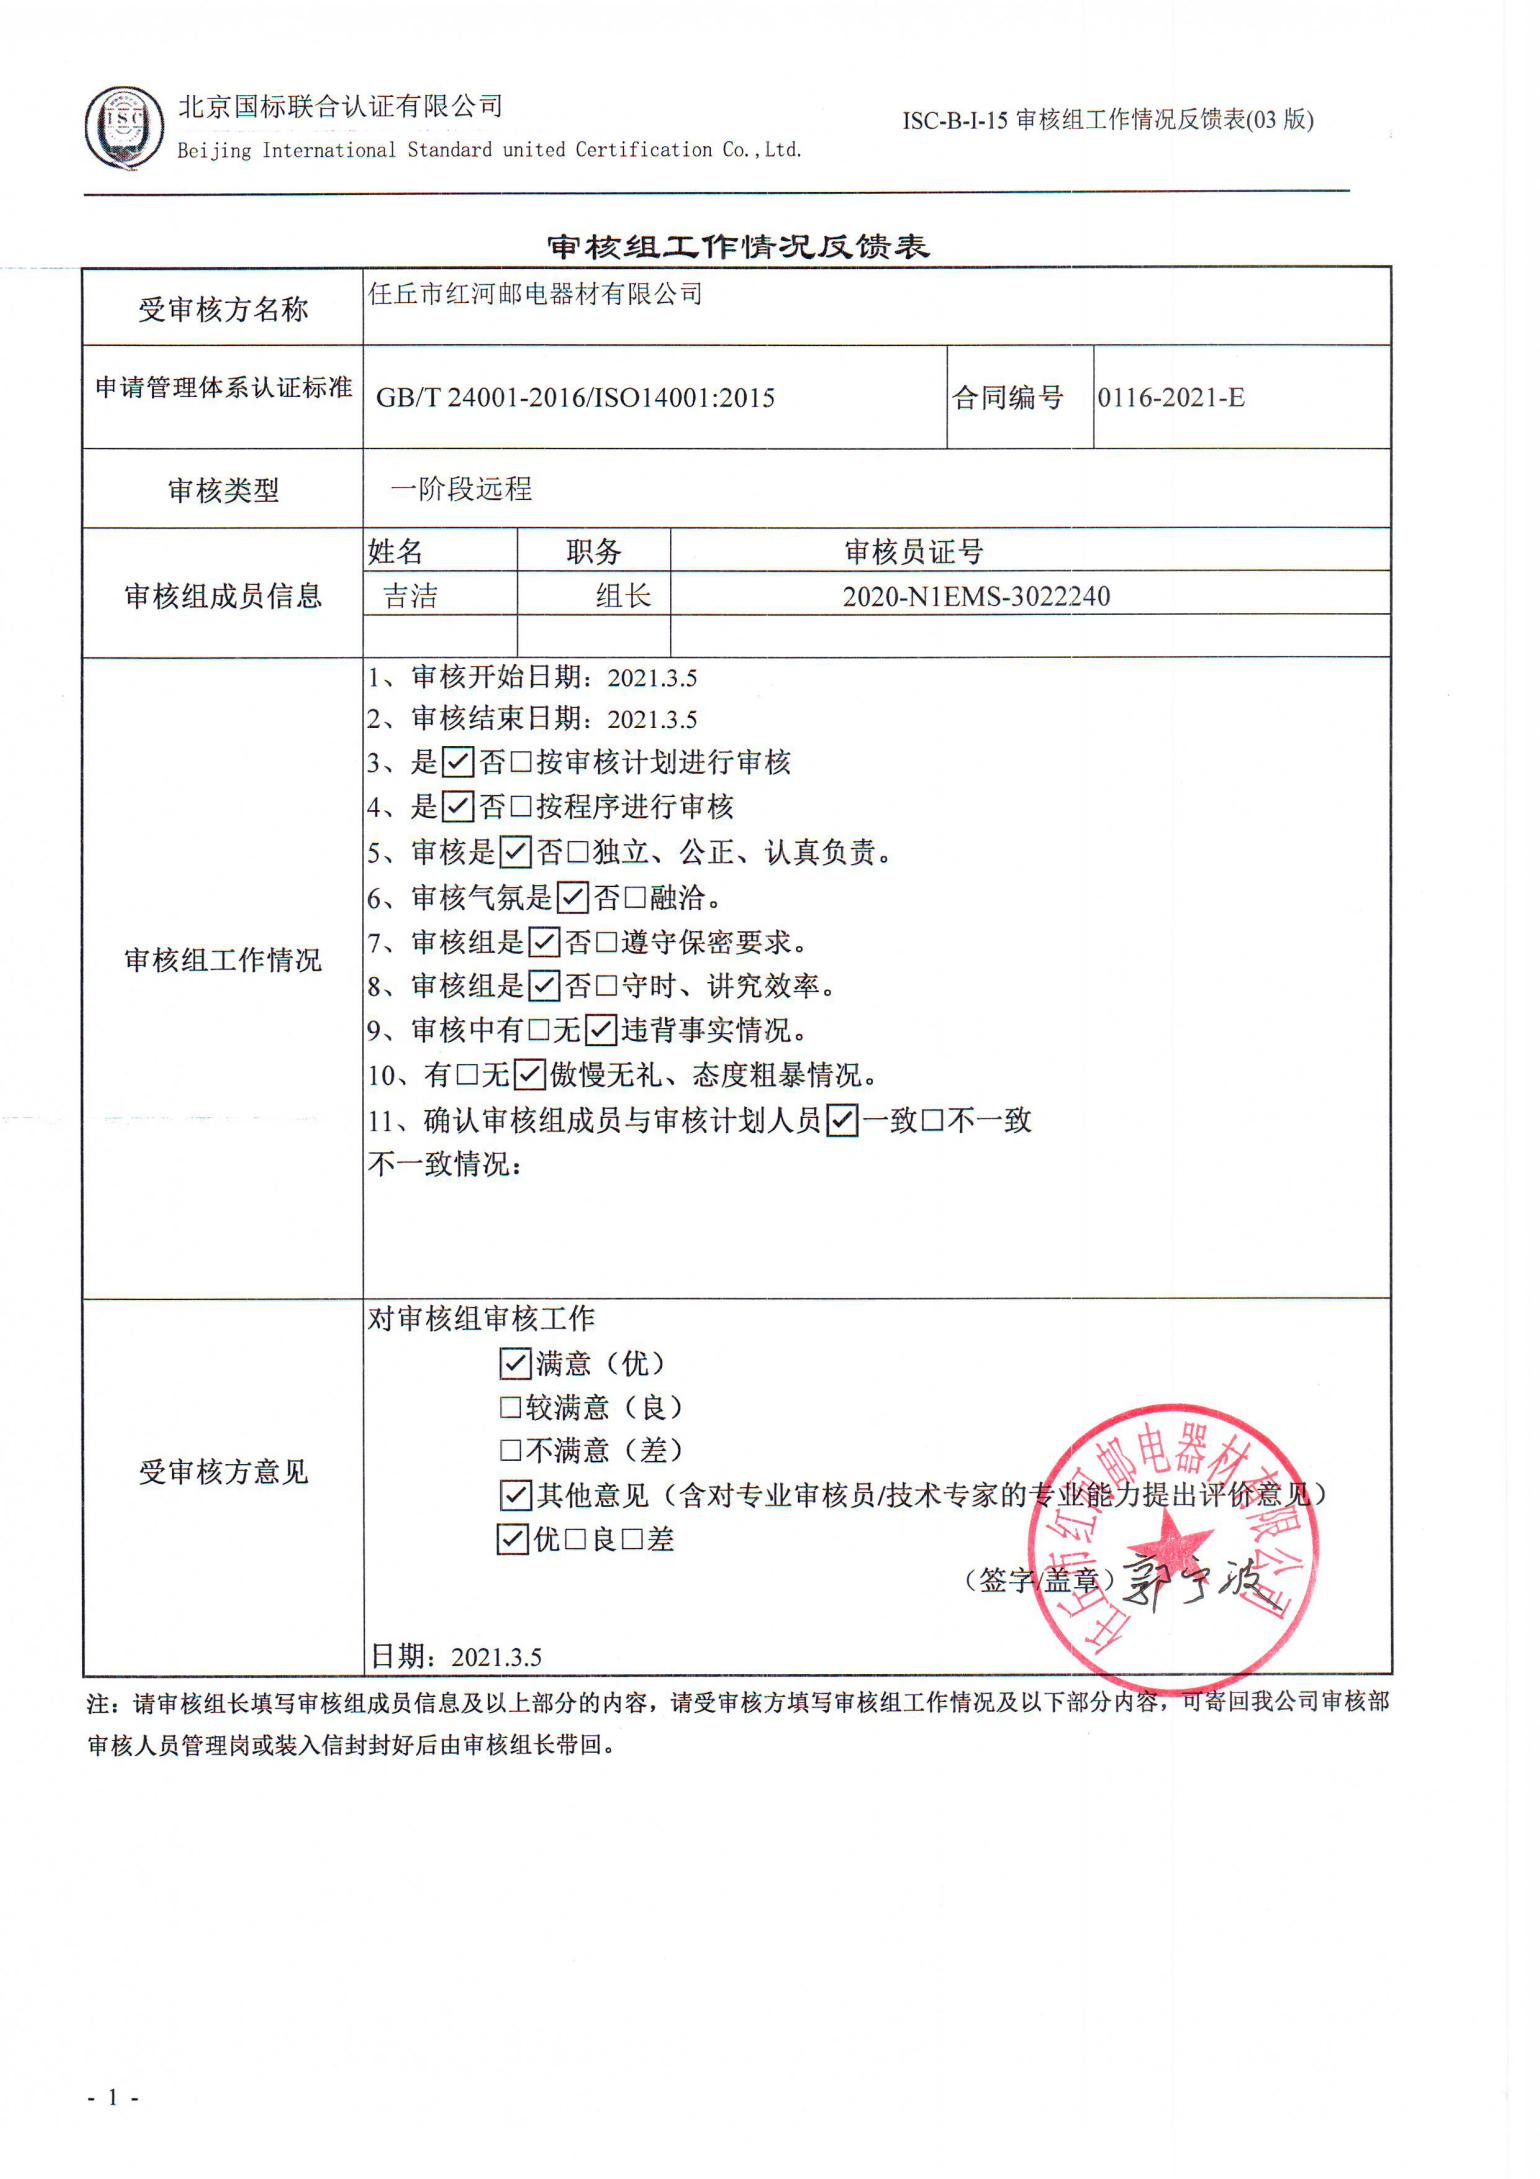 ISC
北京国标联合认证有限公司
Beijing International Standard united Certification Co.,Ltd.
ISC-B-I-15 审核组工作情况反馈表(03 版)
审核组工作情况反馈表
受审核方名称
任丘市红河邮电器材有限公司
申请管理体系认证标准
GB/T 24001-2016/ISO14001:2015
合同编号
0116-2021-E
审核类型
一阶段远程
审核组成员信息
姓名 职务 审核员证号
吉洁 组长 2020-N1EMS-3022240
审核组工作情况
1、审核开始日期：2021.3.5
2、审核结束日期：2021.3.5
3、是☑否□按审核计划进行审核
4、是☑否□按程序进行审核
5、审核是☑否□独立、公正、认真负责。
6、审核气氛是☑否□融洽。
7、审核组是☑否□遵守保密要求。
8、审核组是☑否□守时、讲究效率。
9、审核中有□无☑违背事实情况。
10、有□无☑傲慢无礼、态度粗暴情况。
11、确认审核组成员与审核计划人员☑一致□不一致
不一致情况：
受审核方意见
对审核组审核工作
☑满意（优）
□较满意（良）
□不满意（差）
☑其他意见（含对专业审核员/技术专家的专业能力提出评价意见）
☑优□良□差
（签字/盖章）郭宁波
任丘市红河邮电器材有限公司
日期：2021.3.5
注：请审核组长填写审核组成员信息及以上部分的内容，请受审核方填写审核组工作情况及以下部分内容，可寄回我公司审核部
审核人员管理岗或装入信封封好后由审核组长带回。
- 1 -